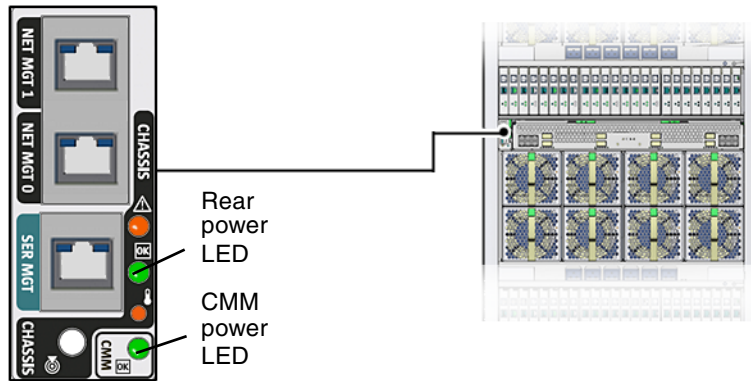 NET MGT 1
NET MGT 0
CHASSIS
SER MGT
OK
CHASSIS
CMM
OK
Rear
power
LED
CMM
power
LED